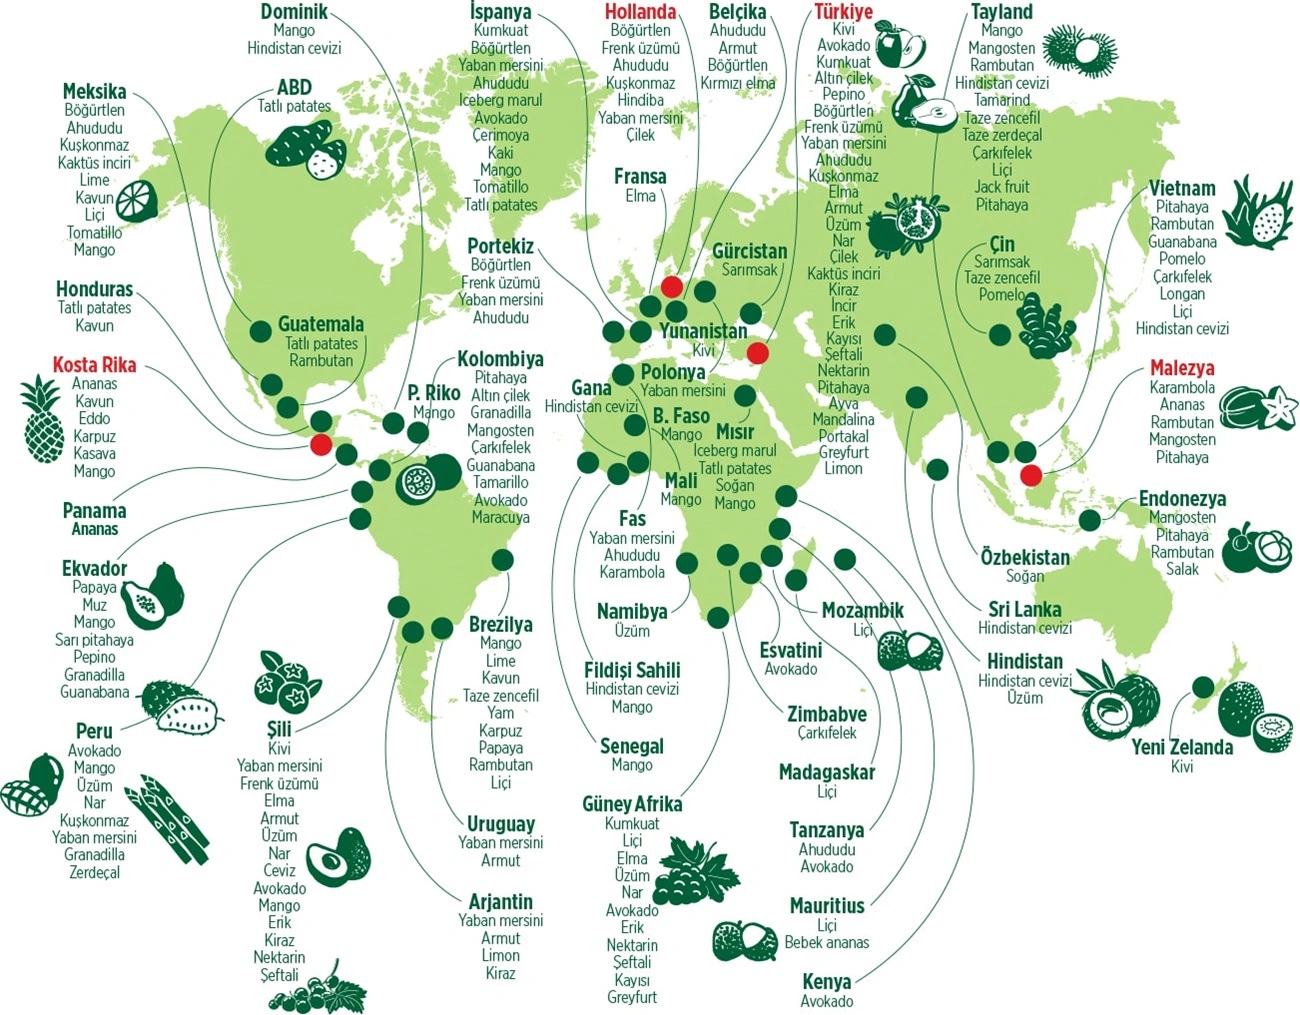 Dominik
Mango
Hindistan cevizi
İspanya
Kumkuat
Böğürtlen
Yaban mersini
Ahududu
Iceberg marul
Avokado
Çerimoya
Kaki
Mango
Tomatillo
Tatlı patates
Hollanda
Böğürtlen
Frenk üzümü
Ahududu
Kuşkonmaz
Hindiba
Yaban mersini
Çilek
Belçika
Ahududu
Armut
Böğürtlen
Kırmızı elma
Türkiye
Kivi
Avokado
Kumkuat
Altın çilek
Pepino
Böğürtlen
Frenk üzümü
Yaban mersini
Ahududu
Kuşkonmaz
Elma
Armut
Üzüm
Nar
Çilek
Kaktüs inciri
Kiraz
İncir
Erik
Kayısı
Şeftali
Nektarin
Pitahaya
Ayva
Mandalina
Portakal
Greyfurt
Limon
Tayland
Mango
Mangosten
Rambutan
Hindistan cevizi
Tamarind
Taze zencefil
Taze zerdeçal
Çarkıfelek
Liçi
Jack fruit
Pitahaya
Meksika
Böğürtlen
Ahududu
Kuşkonmaz
Kaktüs inciri
Lime
Kavun
Liçi
Tomatillo
Mango
ABD
Tatlı patates
Fransa
Elma
Vietnam
Pitahaya
Rambutan
Guanabana
Pomelo
Çarkıfelek
Longan
Liçi
Hindistan cevizi
Portekiz
Böğürtlen
Frenk üzümü
Yaban mersini
Ahududu
Gürcistan
Sarımsak
Çin
Sarımsak
Taze zencefil
Pomelo
Honduras
Tatlı patates
Kavun
Guatemala
Tatlı patates
Rambutan
Yunanistan
Kivi
Kosta Rika
Ananas
Kavun
Eddo
Karpuz
Kasava
Mango
Kolombiya
Pitahaya
Altın çilek
Granadilla
Mangosten
Çarkıfelek
Guanabana
Tamarillo
Avokado
Maracuya
P. Riko
Mango
Gana
Hindistan cevizi
Polonya
Yaban mersini
B. Faso
Mango
Mısır
Iceberg marul
Tatlı patates
Soğan
Mango
Malezya
Karambola
Ananas
Rambutan
Mangosten
Pitahaya
Mali
Mango
Panama
Ananas
Fas
Yaban mersini
Ahududu
Karambola
Endonezya
Mangosten
Pitahaya
Rambutan
Salak
Ekvador
Papaya
Muz
Mango
Sarı pitahaya
Pepino
Granadilla
Guanabana
Özbekistan
Soğan
Namibya
Üzüm
Mozambik
Liçi
Sri Lanka
Hindistan cevizi
Brezilya
Mango
Lime
Kavun
Taze zencefil
Yam
Karpuz
Papaya
Rambutan
Liçi
Esvatini
Avokado
Hindistan
Hindistan cevizi
Üzüm
Fildişi Sahili
Hindistan cevizi
Mango
Zimbabve
Çarkıfelek
Peru
Avokado
Mango
Üzüm
Nar
Kuşkonmaz
Yaban mersini
Granadilla
Zerdeçal
Şili
Kivi
Yaban mersini
Frenk üzümü
Elma
Armut
Üzüm
Nar
Ceviz
Avokado
Mango
Erik
Kiraz
Nektarin
Şeftali
Senegal
Mango
Yeni Zelanda
Kivi
Madagaskar
Liçi
Güney Afrika
Kumkuat
Liçi
Elma
Üzüm
Nar
Avokado
Erik
Nektarin
Şeftali
Kayısı
Greyfurt
Uruguay
Yaban mersini
Armut
Tanzanya
Ahududu
Avokado
Arjantin
Yaban mersini
Armut
Limon
Kiraz
Mauritius
Liçi
Bebek ananas
Kenya
Avokado